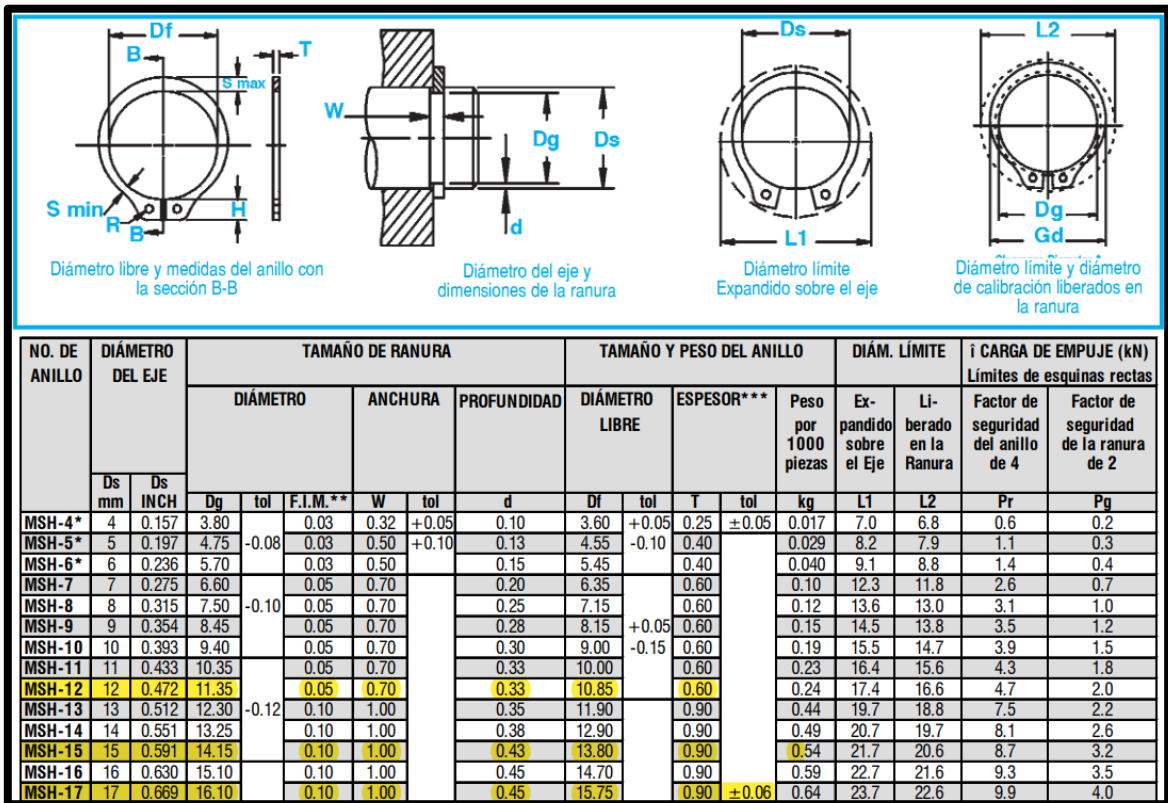 Df
B
T
S max
S min
R
H
B
Diámetro libre y medidas del anillo con
la sección B-B
W
Dg
Ds
d
Diámetro del eje y
dimensiones de la ranura
Ds
L1
Diámetro límite
Expandido sobre el eje
L2
Dg
Gd
Diámetro límite y diámetro
de calibración liberados en
la ranura
NO. DE ANILLO DIÁMETRO DEL EJE TAMAÑO DE RANURA TAMAÑO Y PESO DEL ANILLO DIÁM. LÍMITE î CARGA DE EMPUJE (kN)
Límites de esquinas rectas
DIÁMETRO ANCHURA PROFUNDIDAD DIÁMETRO LIBRE ESPESOR*** Peso por 1000 piezas Ex-pandido sobre el Eje Li-berado en la Ranura Factor de seguridad del anillo de 4 Factor de seguridad de la ranura de 2
Ds mm Ds INCH Dg tol F.I.M.** W tol d Df tol T tol kg L1 L2 Pr Pg
MSH-4* 4 0.157 3.80 0.03 0.32 +0.05 0.10 3.60 +0.05 0.25 ±0.05 0.017 7.0 6.8 0.6 0.2
MSH-5* 5 0.197 4.75 -0.08 0.03 0.50 +0.10 0.13 4.55 -0.10 0.40 0.029 8.2 7.9 1.1 0.3
MSH-6* 6 0.236 5.70 0.03 0.50 0.15 5.45 0.40 0.040 9.1 8.8 1.4 0.4
MSH-7 7 0.275 6.60 0.05 0.70 0.20 6.35 0.60 0.10 12.3 11.8 2.6 0.7
MSH-8 8 0.315 7.50 -0.10 0.05 0.70 0.25 7.15 0.60 0.12 13.6 13.0 3.1 1.0
MSH-9 9 0.354 8.45 0.05 0.70 0.28 8.15 +0.05 0.60 0.15 14.5 13.8 3.5 1.2
MSH-10 10 0.393 9.40 0.05 0.70 0.30 9.00 -0.15 0.60 0.19 15.5 14.7 3.9 1.5
MSH-11 11 0.433 10.35 0.05 0.70 0.33 10.00 0.60 0.23 16.4 15.6 4.3 1.8
MSH-12 12 0.472 11.35 0.05 0.70 0.33 10.85 0.60 0.24 17.4 16.6 4.7 2.0
MSH-13 13 0.512 12.30 -0.12 0.10 1.00 0.35 11.90 0.90 0.44 19.7 18.8 7.5 2.2
MSH-14 14 0.551 13.25 0.10 1.00 0.38 12.90 0.90 0.49 20.7 19.7 8.1 2.6
MSH-15 15 0.591 14.15 0.10 1.00 0.43 13.80 0.90 0.54 21.7 20.6 8.7 3.2
MSH-16 16 0.630 15.10 0.10 1.00 0.45 14.70 0.90 0.59 22.7 21.6 9.3 3.5
MSH-17 17 0.669 16.10 0.10 1.00 0.45 15.75 0.90 ±0.06 0.64 23.7 22.6 9.9 4.0